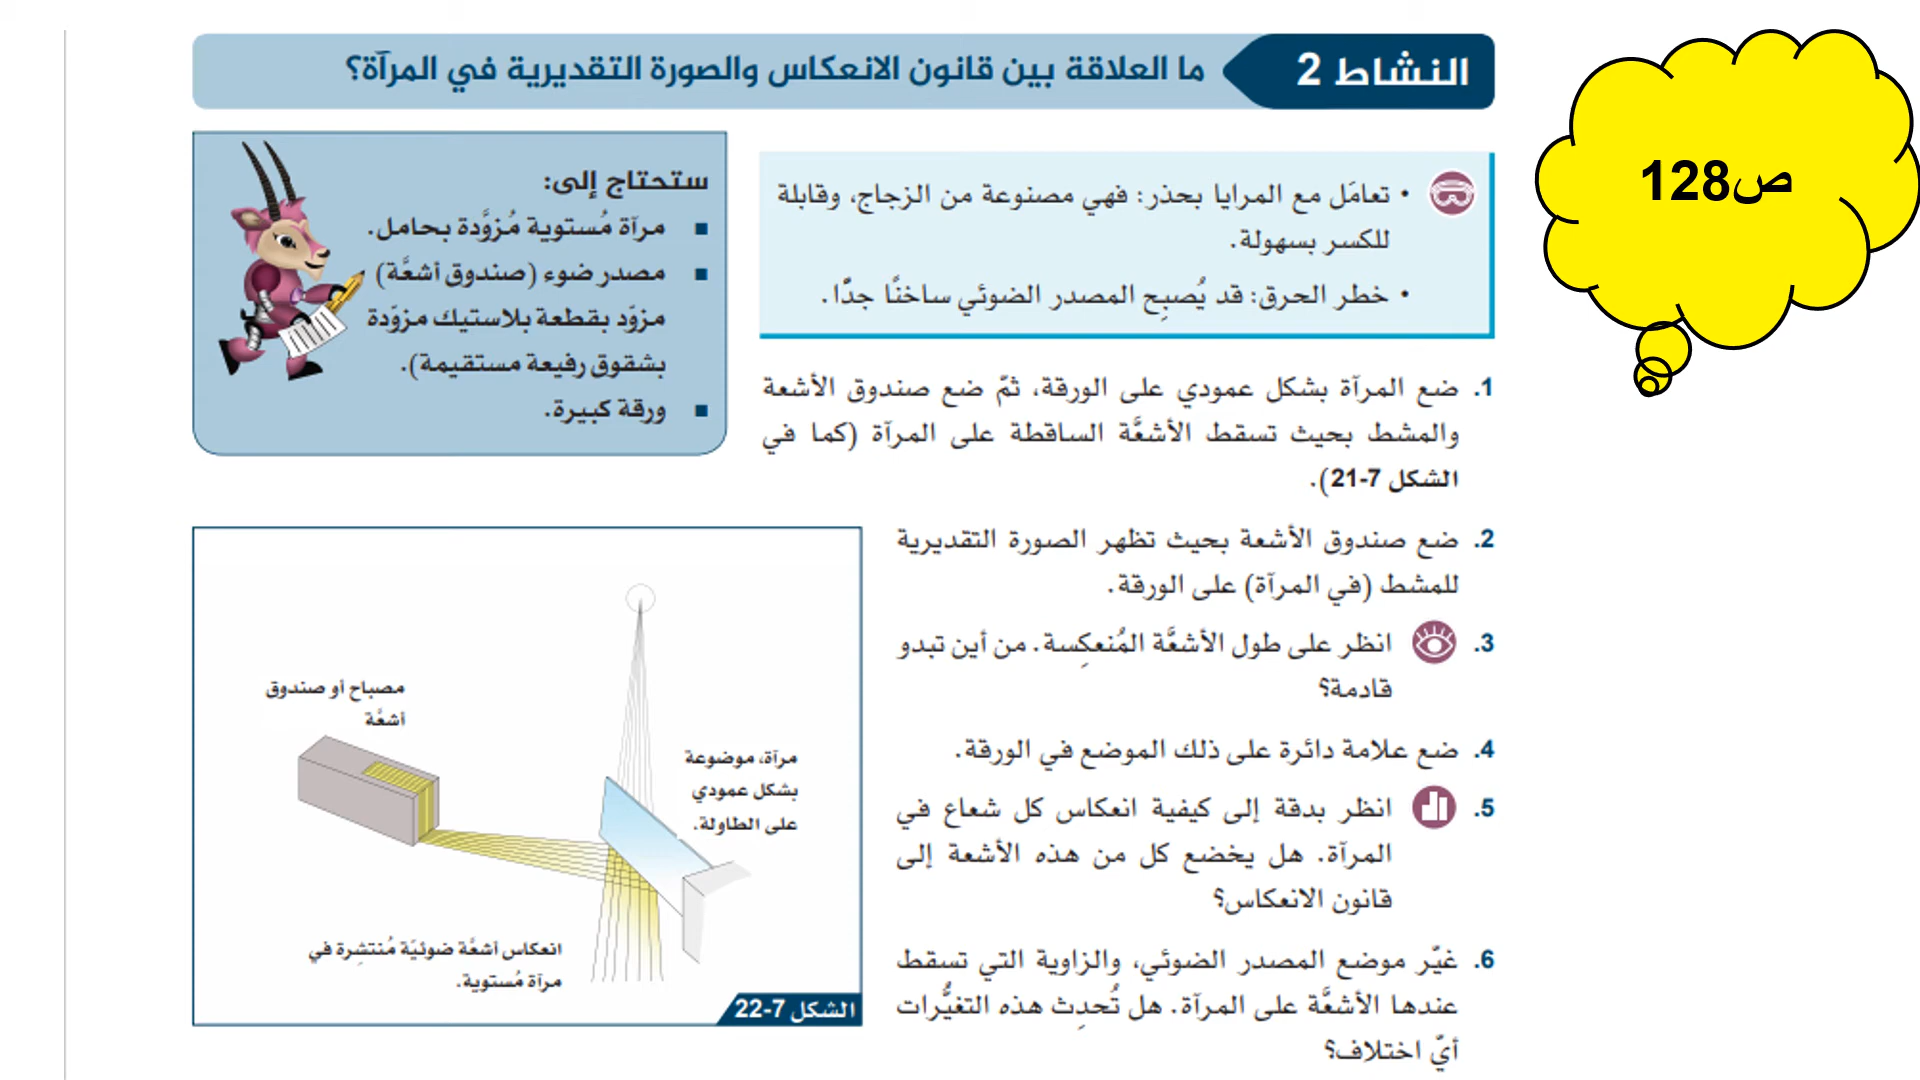 النشاط 2
ما العلاقة بين قانون الانعكاس والصورة التقديرية في المرآة؟
ص128
• تعامَل مع المرايا بحذر: فهي مصنوعة من الزجاج، وقابلة
للكسر بسهولة.
• خطر الحرق: قد يُصبِح المصدر الضوئي ساخنًا جدًّا.
ستحتاج إلى:
■ مرآة مُستوية مُزوَّدة بحامل.
■ مصدر ضوء (صندوق أشعَّة)
مزوّد بقطعة بلاستيك مزوّدة
بشقوق رفيعة مستقيمة).
■ ورقة كبيرة.
1. ضع المرآة بشكل عمودي على الورقة، ثمّ ضع صندوق الأشعة
والمشط بحيث تسقط الأشعَّة الساقطة على المرآة (كما في
الشكل 7-21).
2. ضع صندوق الأشعة بحيث تظهر الصورة التقديرية
للمشط (في المرآة) على الورقة.
3. انظر على طول الأشعَّة المُنعكِسة. من أين تبدو
قادمة؟
4. ضع علامة دائرة على ذلك الموضع في الورقة.
5. انظر بدقة إلى كيفية انعكاس كل شعاع في
المرآة. هل يخضع كل من هذه الأشعة إلى
قانون الانعكاس؟
6. غيّر موضع المصدر الضوئي، والزاوية التي تسقط
عندها الأشعَّة على المرآة. هل تُحدِث هذه التغيُّرات
أيّ اختلاف؟
مصباح أو صندوق
أشعَّة
مرآة، موضوعة
بشكل عمودي
على الطاولة.
انعكاس أشعَّة ضوئيّة مُنتشِرة في
مرآة مُستوية.
الشكل 7-22